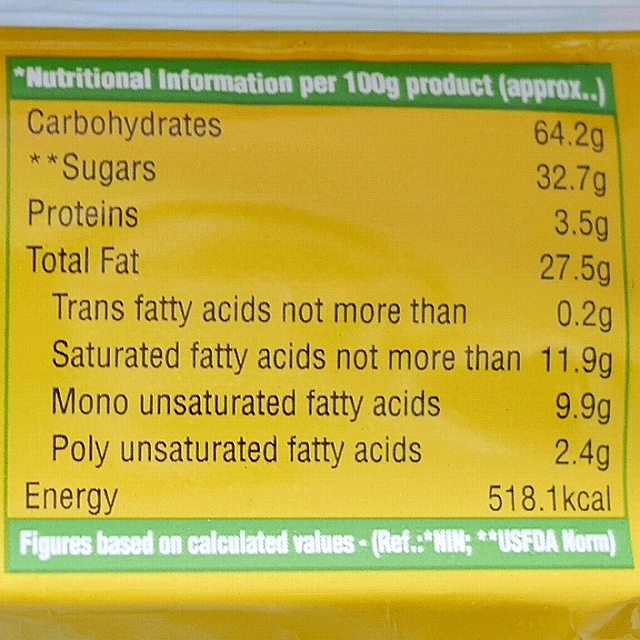 *Nutritional Information per 100g product (approx..)
Carbohydrates 64.2g
**Sugars 32.7g
Proteins 3.5g
Total Fat 27.5g
Trans fatty acids not more than 0.2g
Saturated fatty acids not more than 11.9g
Mono unsaturated fatty acids 9.9g
Poly unsaturated fatty acids 2.4g
Energy 518.1kcal
Figures based on calculated values - (Ref.:*NIN; **USFDA Norm)